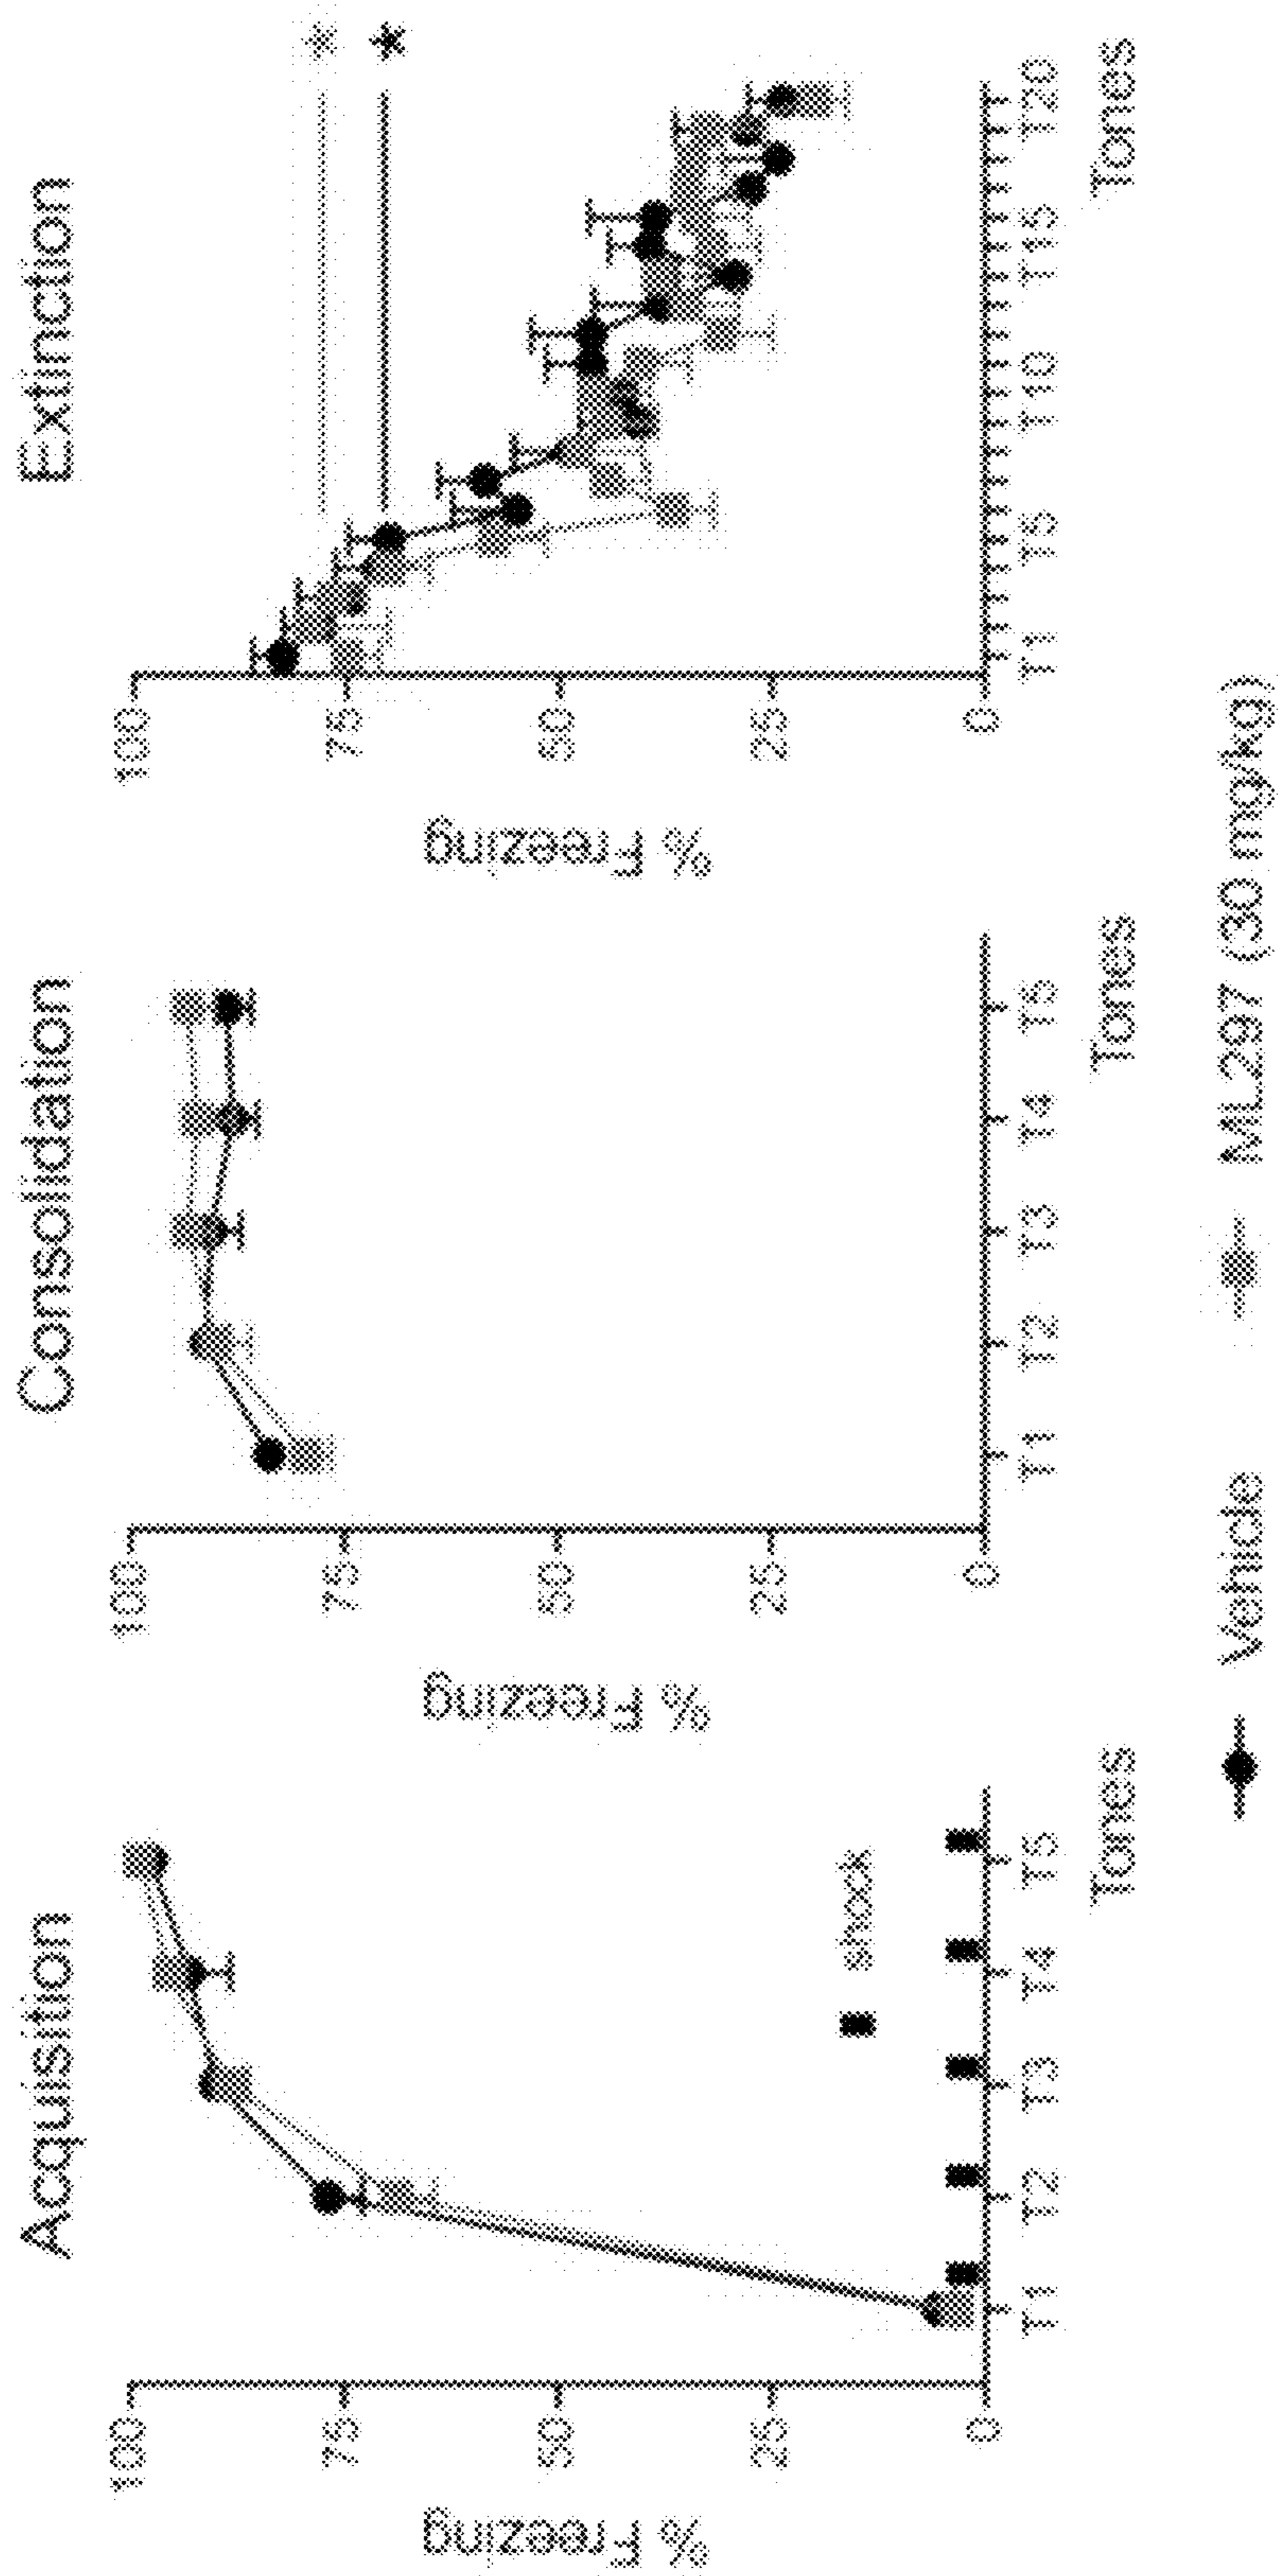 Acquisition
% Freezing
100
75
50
25
0
shock
T1 T2 T3 T4 T5
Tones
Consolidation
% Freezing
100
75
50
25
0
T1 T2 T3 T4 T5
Tones
Extinction
% Freezing
100
75
50
25
0
* 
*
T1 T5 T10 T15 T20
Tones
Vehicle
ML297 (30 mg/kg)